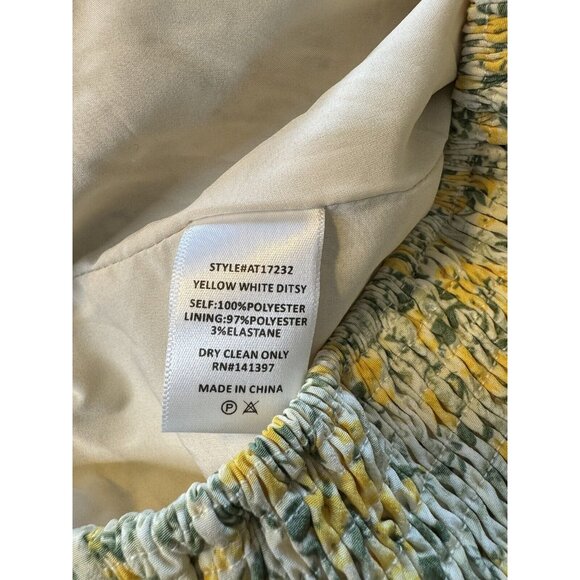 STYLE#AT17232
YELLOW WHITE DITSY
SELF:100%POLYESTER
LINING:97%POLYESTER
3%ELASTANE
DRY CLEAN ONLY
RN#141397
MADE IN CHINA
P